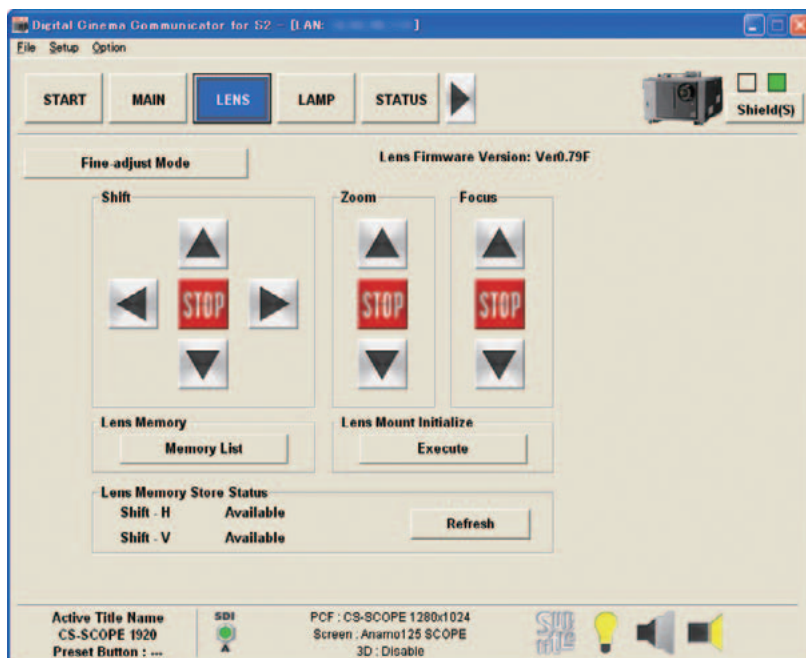 Digital Cinema Communicator for S2 - [LAN: ]
File Setup Option
START MAIN LENS LAMP STATUS
Shield(S)
Fine-adjust Mode
Lens Firmware Version: Ver0.79F
Shift Zoom Focus
STOP STOP STOP
Lens Memory Lens Mount Initialize
Memory List Execute
Lens Memory Store Status
Shift - H Available
Refresh
Shift - V Available
Active Title Name
CS-SCOPE 1920
Preset Button : ---
SDI
A
PCF : CS-SCOPE 1280x1024
Screen : Anamo125 SCOPE
3D : Disable
SUB
TITLE